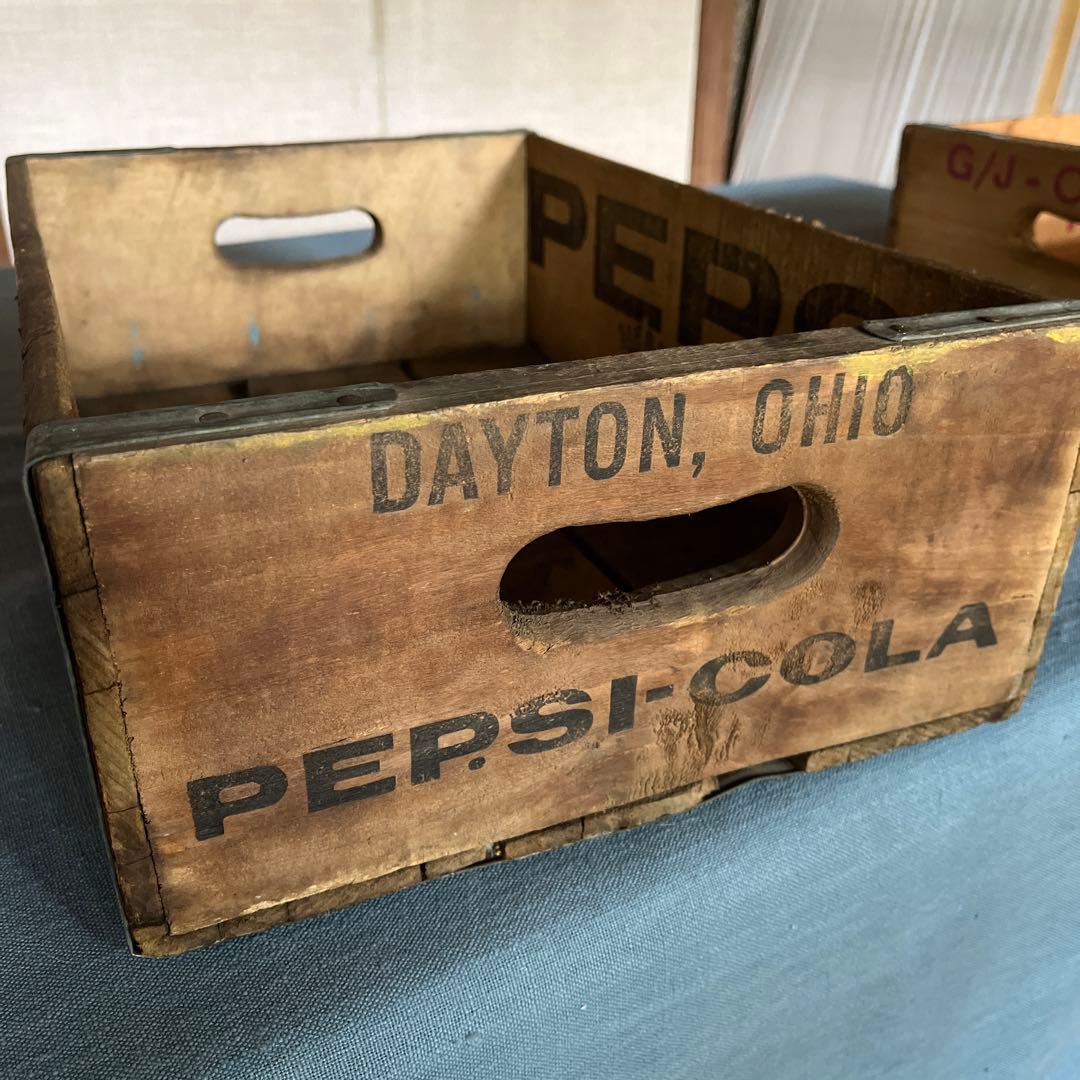 DAYTON, OHIO
PEPSI-COLA
PEPS
G/J - C